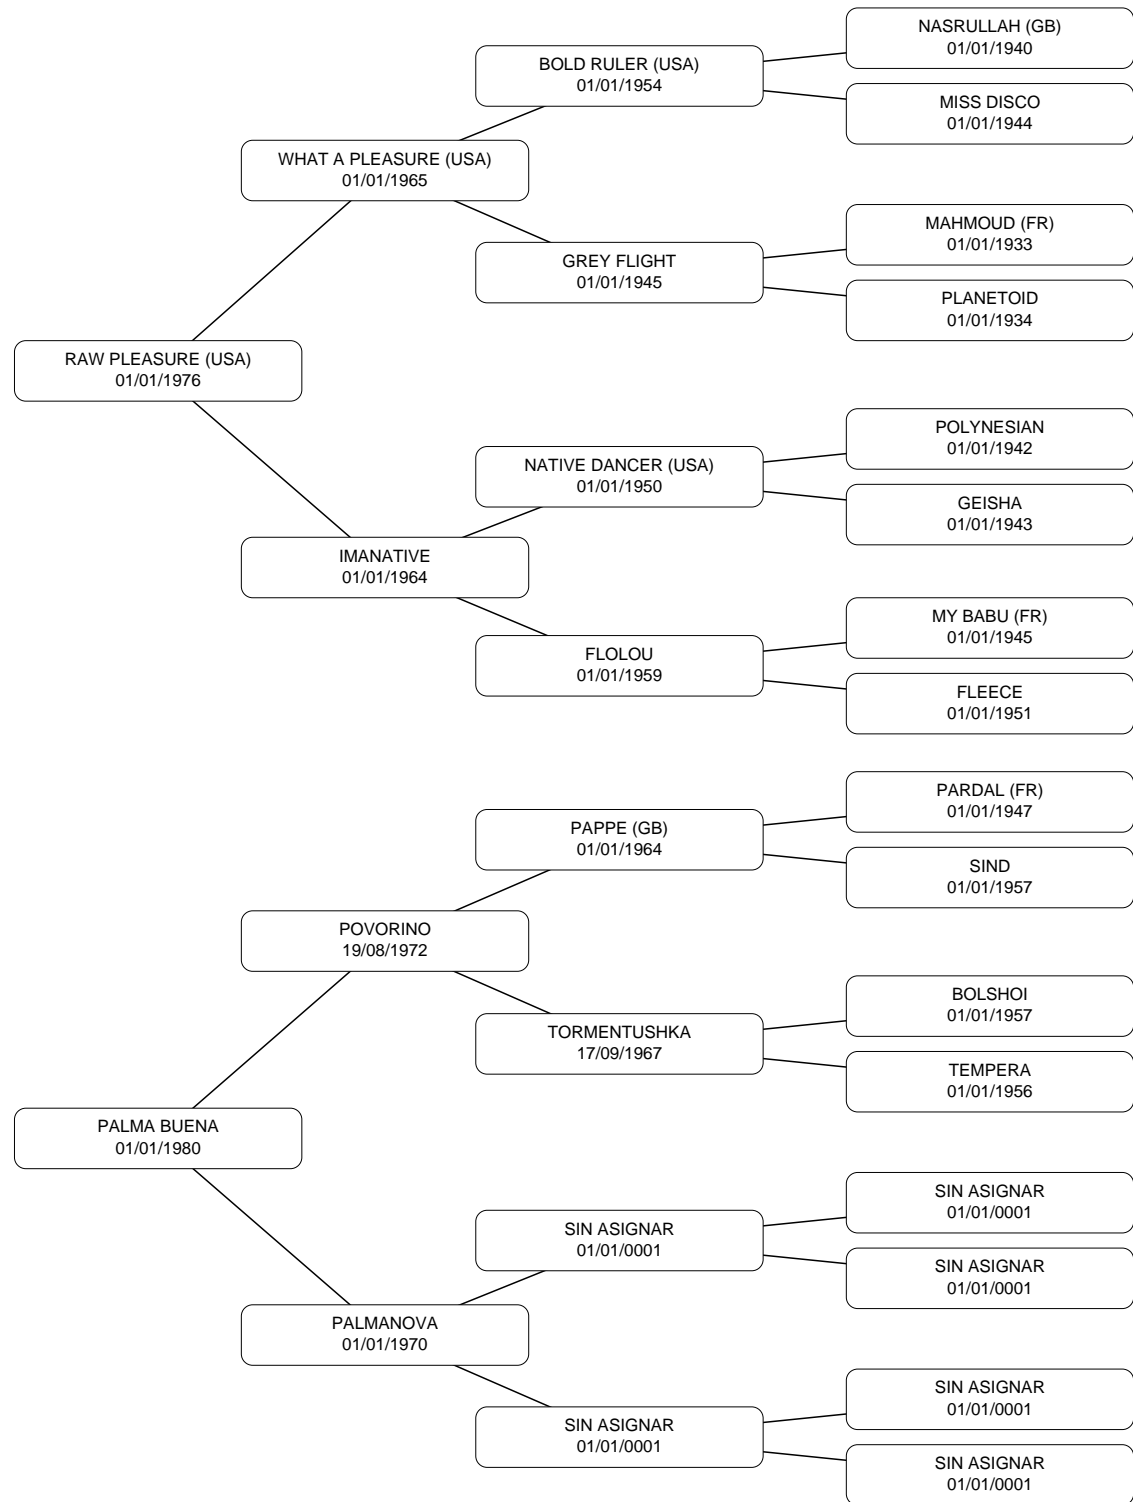 NASRULLAH (GB)
01/01/1940
BOLD RULER (USA)
01/01/1954
MISS DISCO
01/01/1944
WHAT A PLEASURE (USA)
01/01/1965
MAHMOUD (FR)
01/01/1933
GREY FLIGHT
01/01/1945
PLANETOID
01/01/1934
RAW PLEASURE (USA)
01/01/1976
POLYNESIAN
01/01/1942
NATIVE DANCER (USA)
01/01/1950
GEISHA
01/01/1943
IMANATIVE
01/01/1964
MY BABU (FR)
01/01/1945
FLOLOU
01/01/1959
FLEECE
01/01/1951
PARDAL (FR)
01/01/1947
PAPPE (GB)
01/01/1964
SIND
01/01/1957
POVORINO
19/08/1972
BOLSHOI
01/01/1957
TORMENTUSHKA
17/09/1967
TEMPERA
01/01/1956
PALMA BUENA
01/01/1980
SIN ASIGNAR
01/01/0001
SIN ASIGNAR
01/01/0001
SIN ASIGNAR
01/01/0001
PALMANOVA
01/01/1970
SIN ASIGNAR
01/01/0001
SIN ASIGNAR
01/01/0001
SIN ASIGNAR
01/01/0001